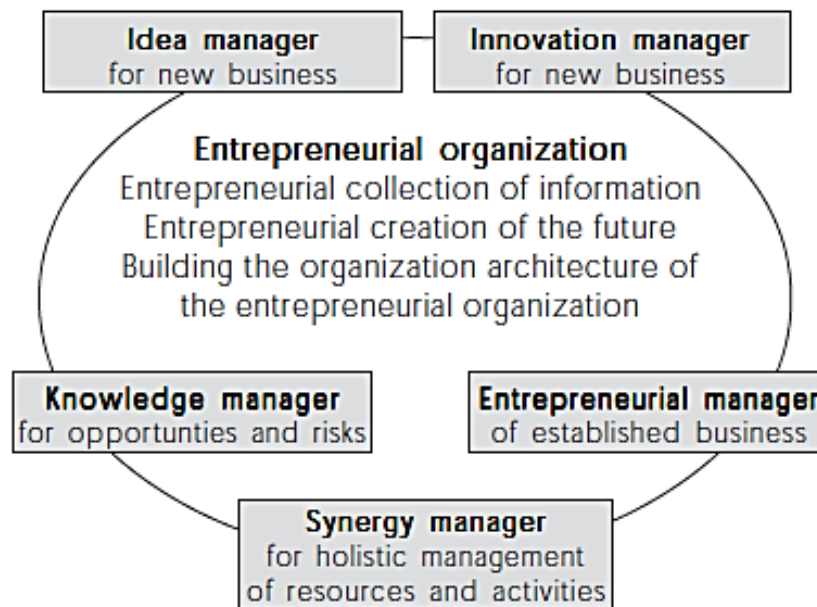 Idea manager
for new business
Innovation manager
for new business
Entrepreneurial organization
Entrepreneurial collection of information
Entrepreneurial creation of the future
Building the organization architecture of
the entrepreneurial organization
Knowledge manager
for opportunties and risks
Entrepreneurial manager
of established business
Synergy manager
for holistic management
of resources and activities